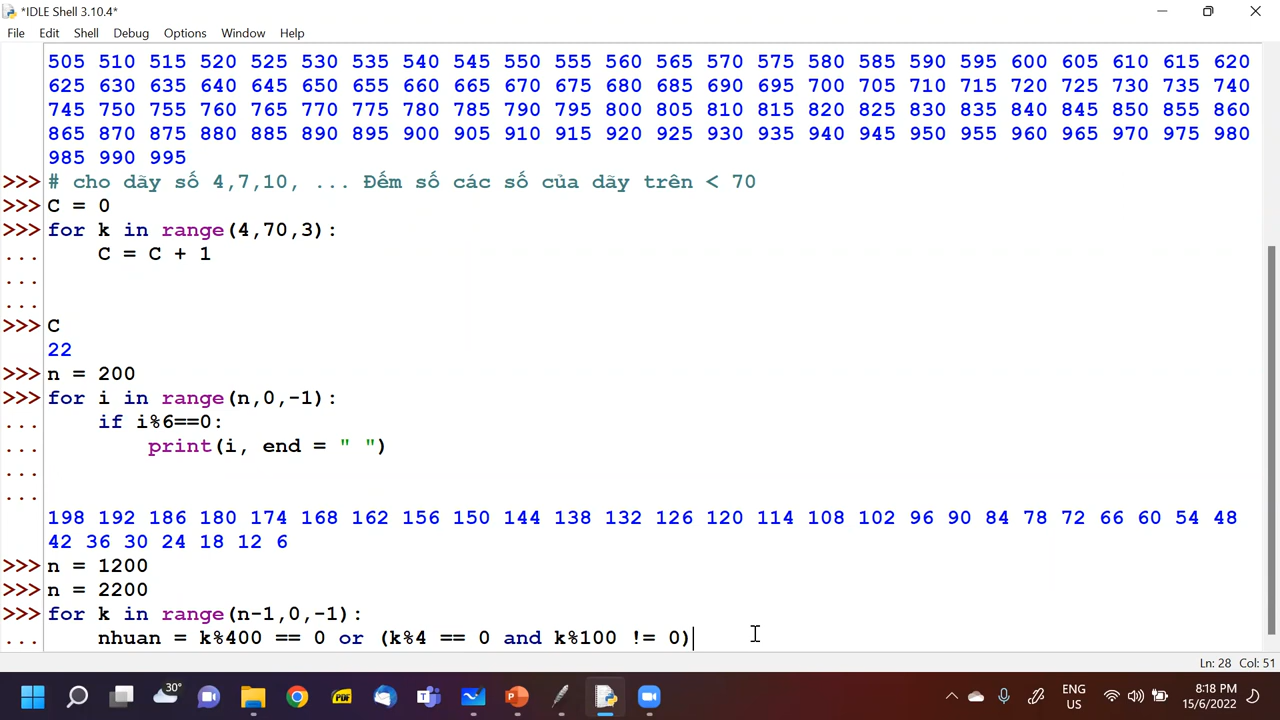 *IDLE Shell 3.10.4*
File Edit Shell Debug Options Window Help
505 510 515 520 525 530 535 540 545 550 555 560 565 570 575 580 585 590 595 600 605 610 615 620
625 630 635 640 645 650 655 660 665 670 675 680 685 690 695 700 705 710 715 720 725 730 735 740
745 750 755 760 765 770 775 780 785 790 795 800 805 810 815 820 825 830 835 840 845 850 855 860
865 870 875 880 885 890 895 900 905 910 915 920 925 930 935 940 945 950 955 960 965 970 975 980
985 990 995
>>> # cho dãy số 4,7,10, ... Đếm số các số của dãy trên < 70
>>> C = 0
>>> for k in range(4,70,3):
...     C = C + 1
...
...
>>> C
22
>>> n = 200
>>> for i in range(n,0,-1):
...     if i%6==0:
...         print(i, end = " ")
...
...
198 192 186 180 174 168 162 156 150 144 138 132 126 120 114 108 102 96 90 84 78 72 66 60 54 48
42 36 30 24 18 12 6
>>> n = 1200
>>> n = 2200
>>> for k in range(n-1,0,-1):
...     nhuan = k%400 == 0 or (k%4 == 0 and k%100 != 0)
Ln: 28 Col: 51
30°
PDF
ENG
US
8:18 PM
15/6/2022